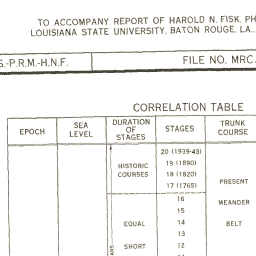 TO ACCOMPANY REPORT OF HAROLD N. FISK, PH
LOUISIANA STATE UNIVERSITY, BATON ROUGE, LA.,
S.-P.R.M.-H.N.F.
FILE NO. MRC
CORRELATION TABLE
EPOCH
SEA LEVEL
DURATION OF STAGES
STAGES
TRUNK COURSE
20 (1939-43)
HISTORIC 19 (1890)
COURSES 18 (1820)
17 (1765)
PRESENT
16
MEANDER
15
EQUAL 14 BELT
13
SHORT 12